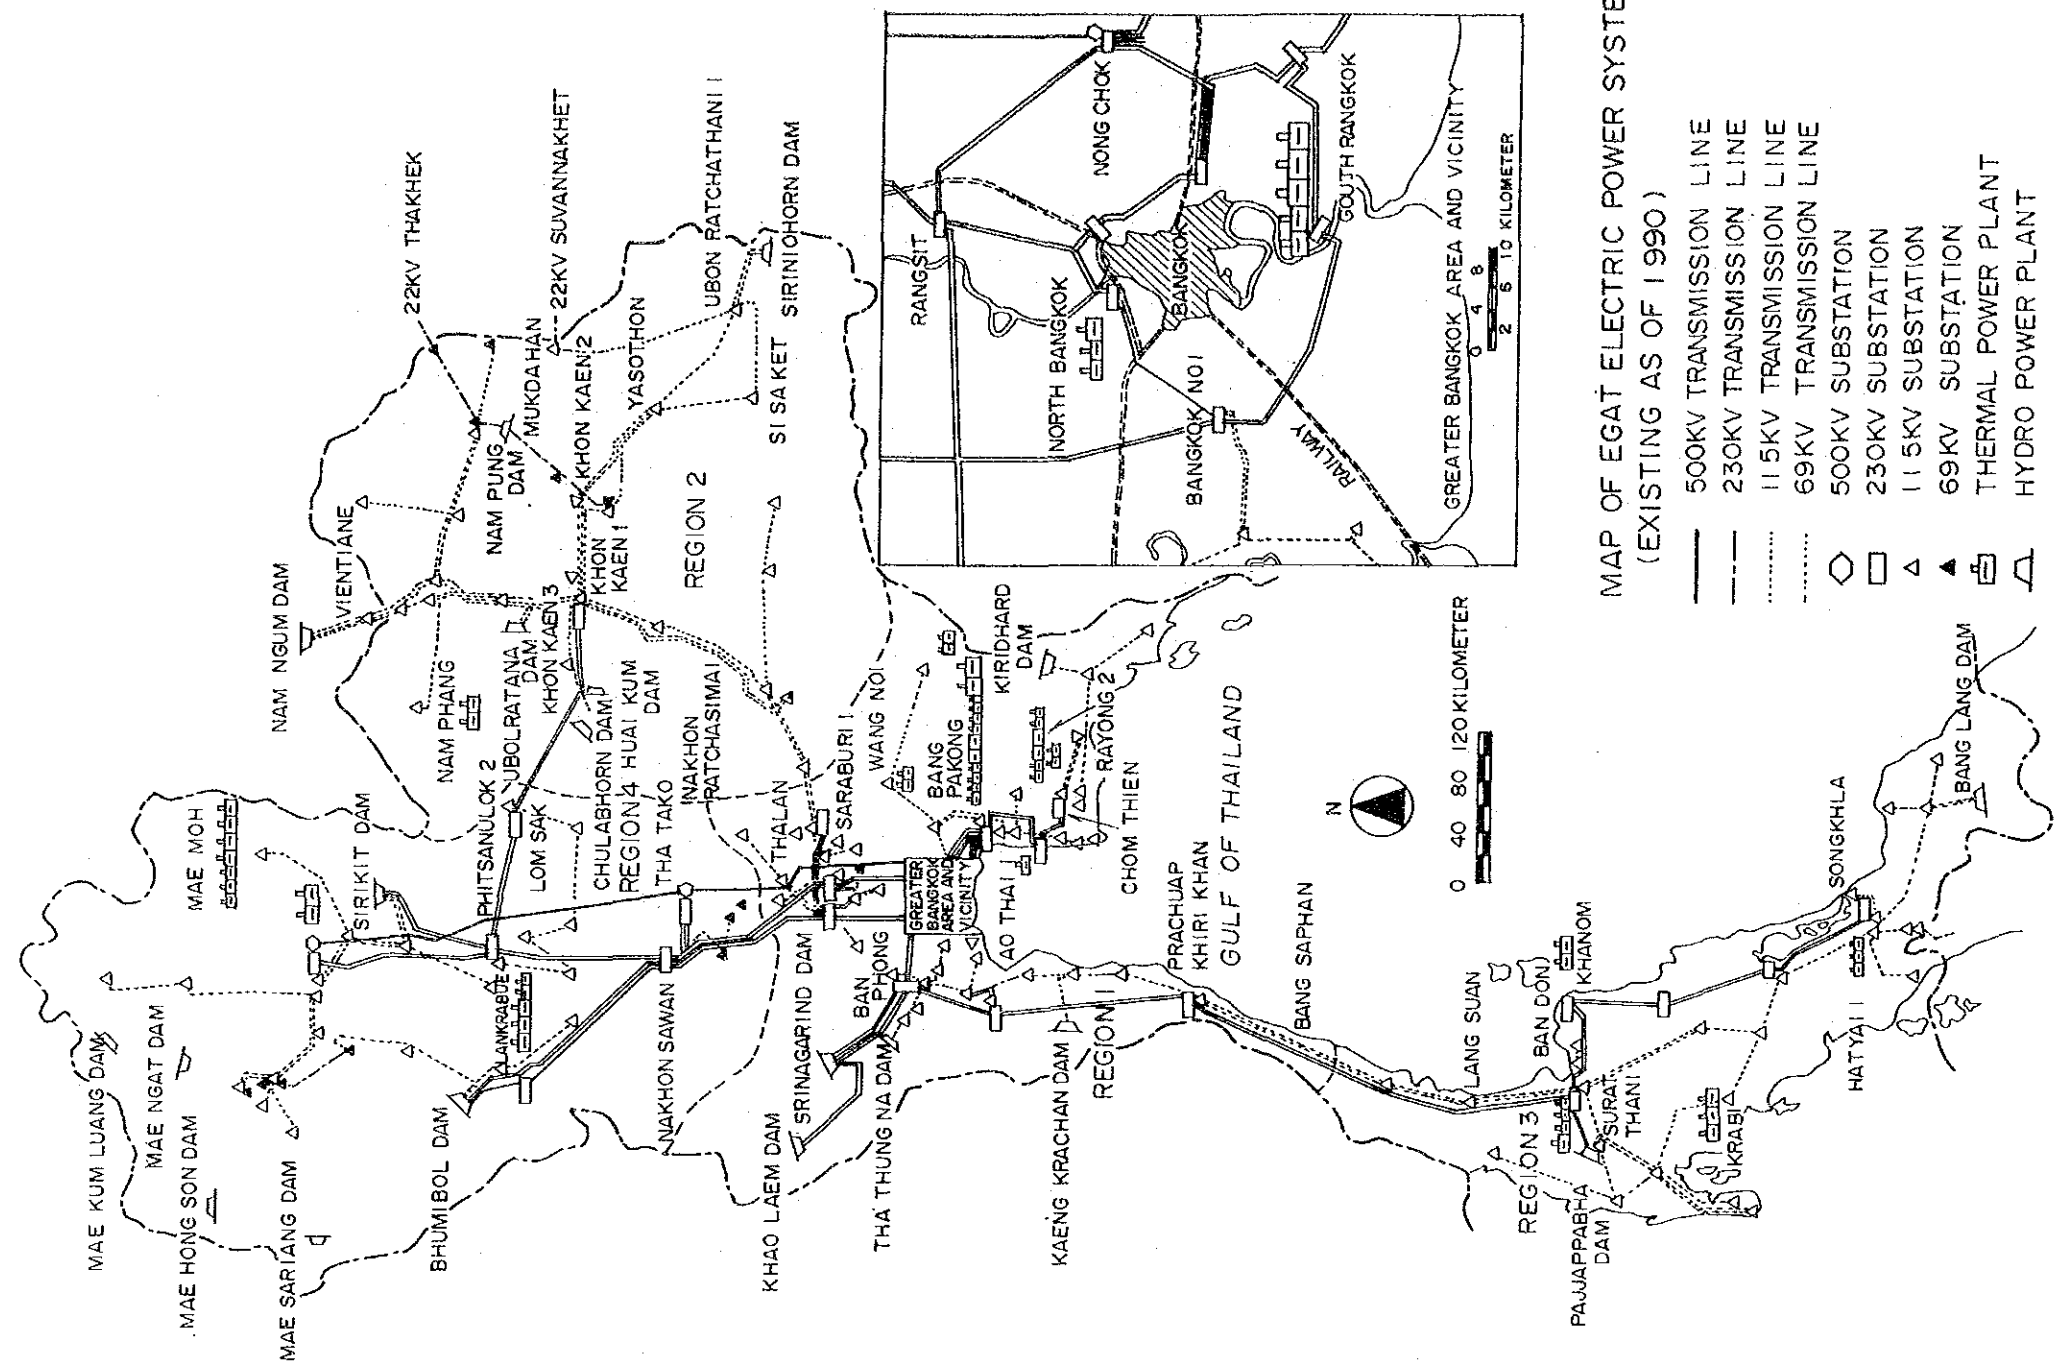 MAP OF EGAT ELECTRIC POWER SYSTE
(EXISTING AS OF 1990)
500KV TRANSMISSION LINE
230KV TRANSMISSION LINE
115KV TRANSMISSION LINE
69KV TRANSMISSION LINE
500KV SUBSTATION
230KV SUBSTATION
115KV SUBSTATION
69KV SUBSTATION
THERMAL POWER PLANT
HYDRO POWER PLANT
MAE KUM LUANG DAM
MAE NGAT DAM
MAE HONG SON DAM
MAE SARIANG DAM
MAE MOH
SIRIKIT DAM
BHUMIBOL DAM
LANKRABUE
PHITSANULOK 2
LOM SAK
NAKHON SAWAN
THA TAKO
REGION 4
CHULABHORN DAM
HUAI KUM
DAM
NAM NGUM DAM
VIENTIANE
NAM PHANG
UBOLRATANA
DAM
KHON KAEN 3
KHON
KAEN 1
KHON KAEN 2
NAM PUNG
DAM
MUKDAHAN
22KV THAKHEK
22KV SUVANNAKHET
YASOTHON
UBON RATCHATHANI 1
SIRINIOHORN DAM
SI SA KET
REGION 2
INAKHON
RATCHASIMAI
THALAN
SARABURI 1
WANG NOI
BANG
PAKONG
KIRIDHARD
DAM
RAYONG 2
CHOM THIEN
AO THAI 1
GREATER
BANGKOK
AREA AND
VICINITY
KHAO LAEM DAM
SRINAGARIND DAM
THA THUNG NA DAM
BAN
PHONG
KAENG KRACHAN DAM
REGION 1
PRACHUAP
KHIRI KHAN
GULF OF THAILAND
BANG SAPHAN
N
0 40 80 120 KILOMETER
LANG SUAN
REGION 3
BAN DON
KHANOM
SURAT
THANI
PAJJAPPABHA
DAM
KRABI
HATYAI 1
SONGKHLA
BANG LANG DAM
RANGSIT
NONG CHOK
NORTH BANGKOK
BANGKOK
BANGKOK NOI
GOUTH RANGKOK
RAILWAY
GREATER BANGKOK AREA AND VICINITY
0 4 8
2 6 10 KILOMETER